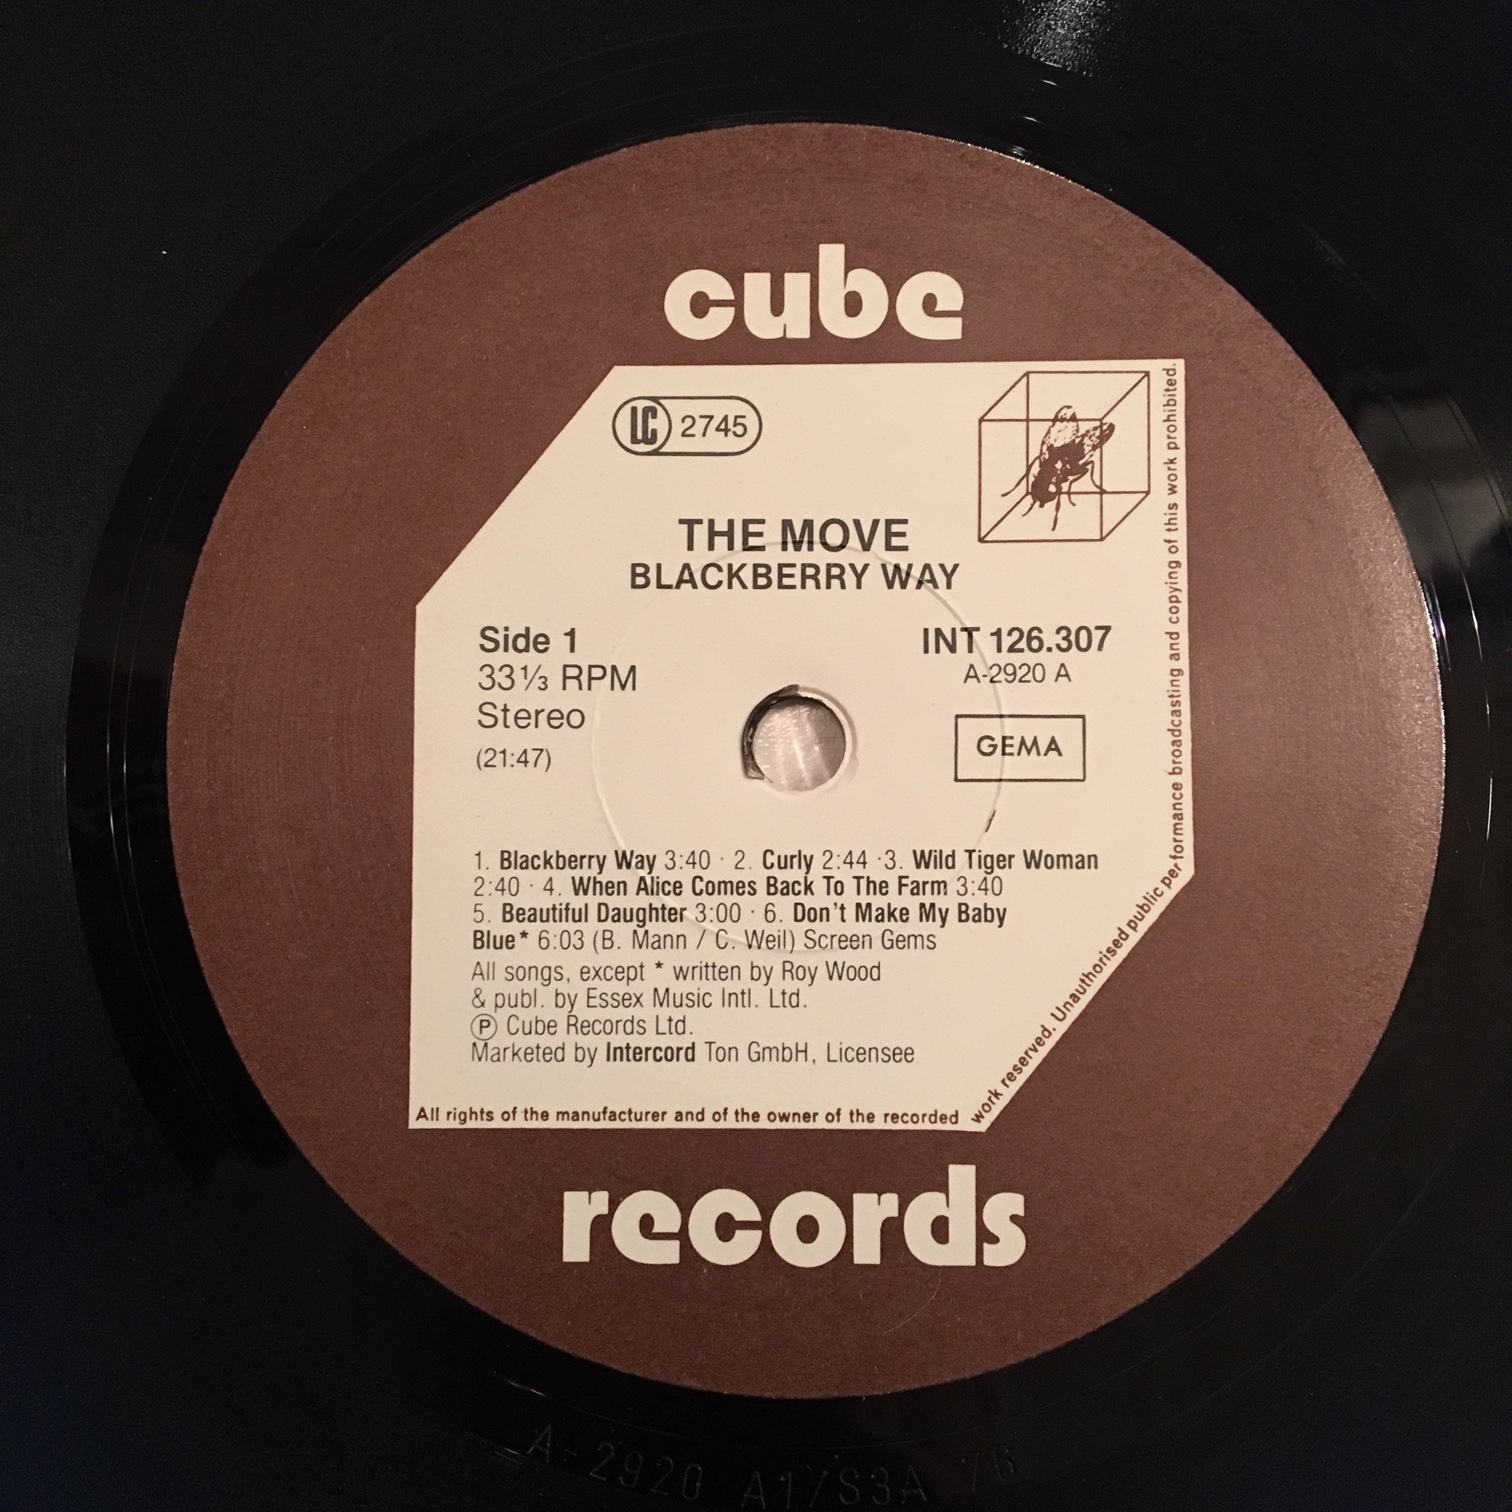 cube
LC 2745
THE MOVE
BLACKBERRY WAY
Side 1
33⅓ RPM
Stereo
(21:47)
INT 126.307
A-2920 A
GEMA
1. Blackberry Way 3:40 · 2. Curly 2:44 · 3. Wild Tiger Woman
2:40 · 4. When Alice Comes Back To The Farm 3:40
5. Beautiful Daughter 3:00 · 6. Don't Make My Baby
Blue* 6:03 (B. Mann / C. Weil) Screen Gems
All songs, except * written by Roy Wood
& publ. by Essex Music Intl. Ltd.
Ⓟ Cube Records Ltd.
Marketed by Intercord Ton GmbH, Licensee
All rights of the manufacturer and of the owner of the recorded
work reserved. Unauthorised public performance broadcasting and copying of this work prohibited.
records
A-2920 A1/S3A 76